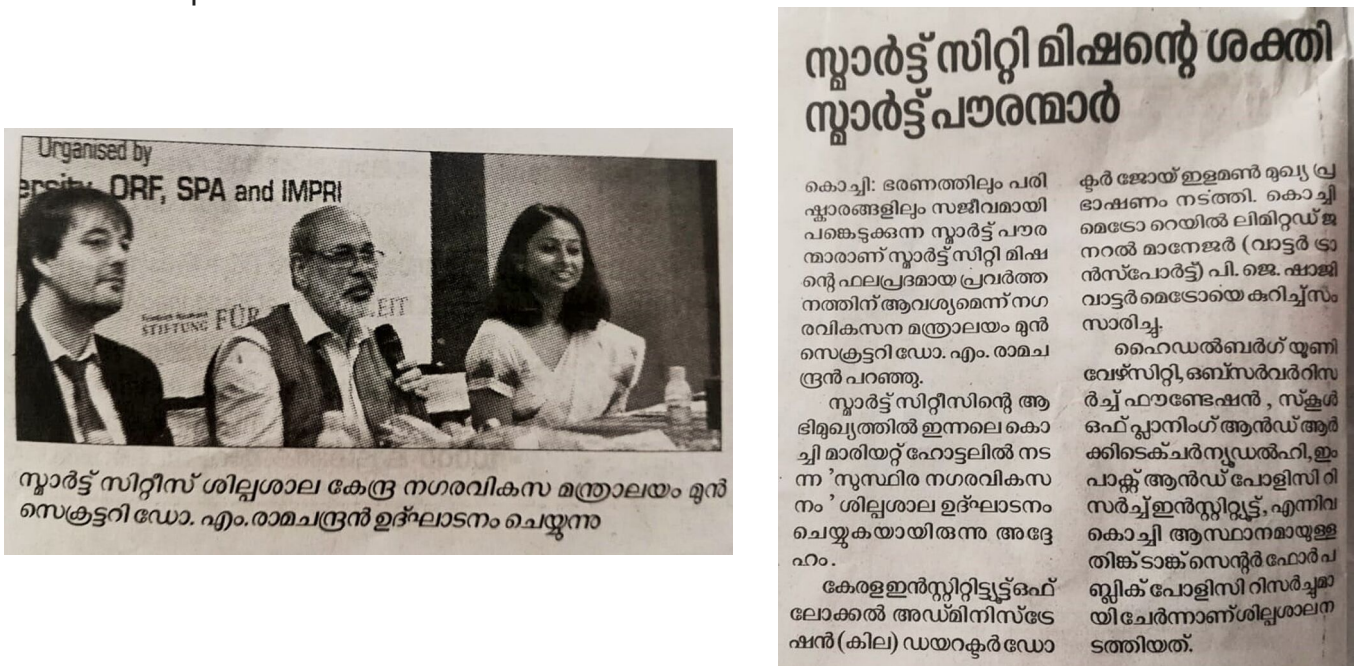 Organised by
ersity, ORF, SPA and IMPRI
STIFTUNG FÜR
EIT
സ്മാർട്ട് സിറ്റീസ് ശില്പശാല കേന്ദ്ര നഗരവികസ മന്ത്രാലയം മുൻ
സെക്രട്ടറി ഡോ. എം.രാമചന്ദ്രൻ ഉദ്ഘാടനം ചെയ്യുന്നു
സ്മാർട്ട് സിറ്റി മിഷന്റെ ശക്തി
സ്മാർട്ട് പൗരന്മാർ
കൊച്ചി: ഭരണത്തിലും പരി
ഷ്കാരങ്ങളിലും സജീവമായി
പങ്കെടുക്കുന്ന സ്മാർട്ട് പൗര
ന്മാരാണ് സ്മാർട്ട് സിറ്റി മിഷ
ന്റെ ഫലപ്രദമായ പ്രവർത്ത
നത്തിന് ആവശ്യമെന്ന് നഗ
രവികസന മന്ത്രാലയം മുൻ
സെക്രട്ടറി ഡോ. എം. രാമച
ന്ദ്രൻ പറഞ്ഞു.
സ്മാർട്ട് സിറ്റീസിന്റെ ആ
ഭിമുഖ്യത്തിൽ ഇന്നലെ കൊ
ച്ചി മാരിയറ്റ് ഹോട്ടലിൽ നട
ന്ന 'സുസ്ഥിര നഗരവികസ
നം ' ശില്പശാല ഉദ്ഘാടനം
ചെയ്യുകയായിരുന്നു അദ്ദേ
ഹം.
കേരള ഇൻസ്റ്റിറ്റിട്യൂട്ട് ഒഫ്
ലോക്കൽ അഡ്മിനിസ്ട്രേ
ഷൻ (കില) ഡയറക്ടർ ഡോ
ക്ടർ ജോയ് ഇളമൺ മുഖ്യ പ്ര
ഭാഷണം നടത്തി. കൊച്ചി
മെട്രോ റെയിൽ ലിമിറ്റഡ് ജ
നറൽ മാനേജർ (വാട്ടർ ട്രാ
ൻസ്പോർട്ട്) പി. ജെ. ഷാജി
വാട്ടർ മെട്രോയെ കുറിച്ച് സം
സാരിച്ചു.
ഹൈഡൽബർഗ് യൂണി
വേഴ്സിറ്റി, ഒബ്സർവർ റിസ
ർച്ച് ഫൗണ്ടേഷൻ , സ്കൂൾ
ഒഫ് പ്ലാനിംഗ് ആൻഡ് ആർ
ക്കിടെക്ചർ ന്യൂഡൽഹി, ഇം
പാക്റ്റ് ആൻഡ് പോളിസി റി
സർച്ച് ഇൻസ്റ്റിറ്റ്യൂട്ട്, എന്നിവ
കൊച്ചി ആസ്ഥാനമായുള്ള
തിങ്ക് ടാങ്ക് സെന്റർ ഫോർ പ
ബ്ലിക് പോളിസി റിസർച്ചുമാ
യി ചേർന്നാണ് ശില്പശാല ന
ടത്തിയത്.